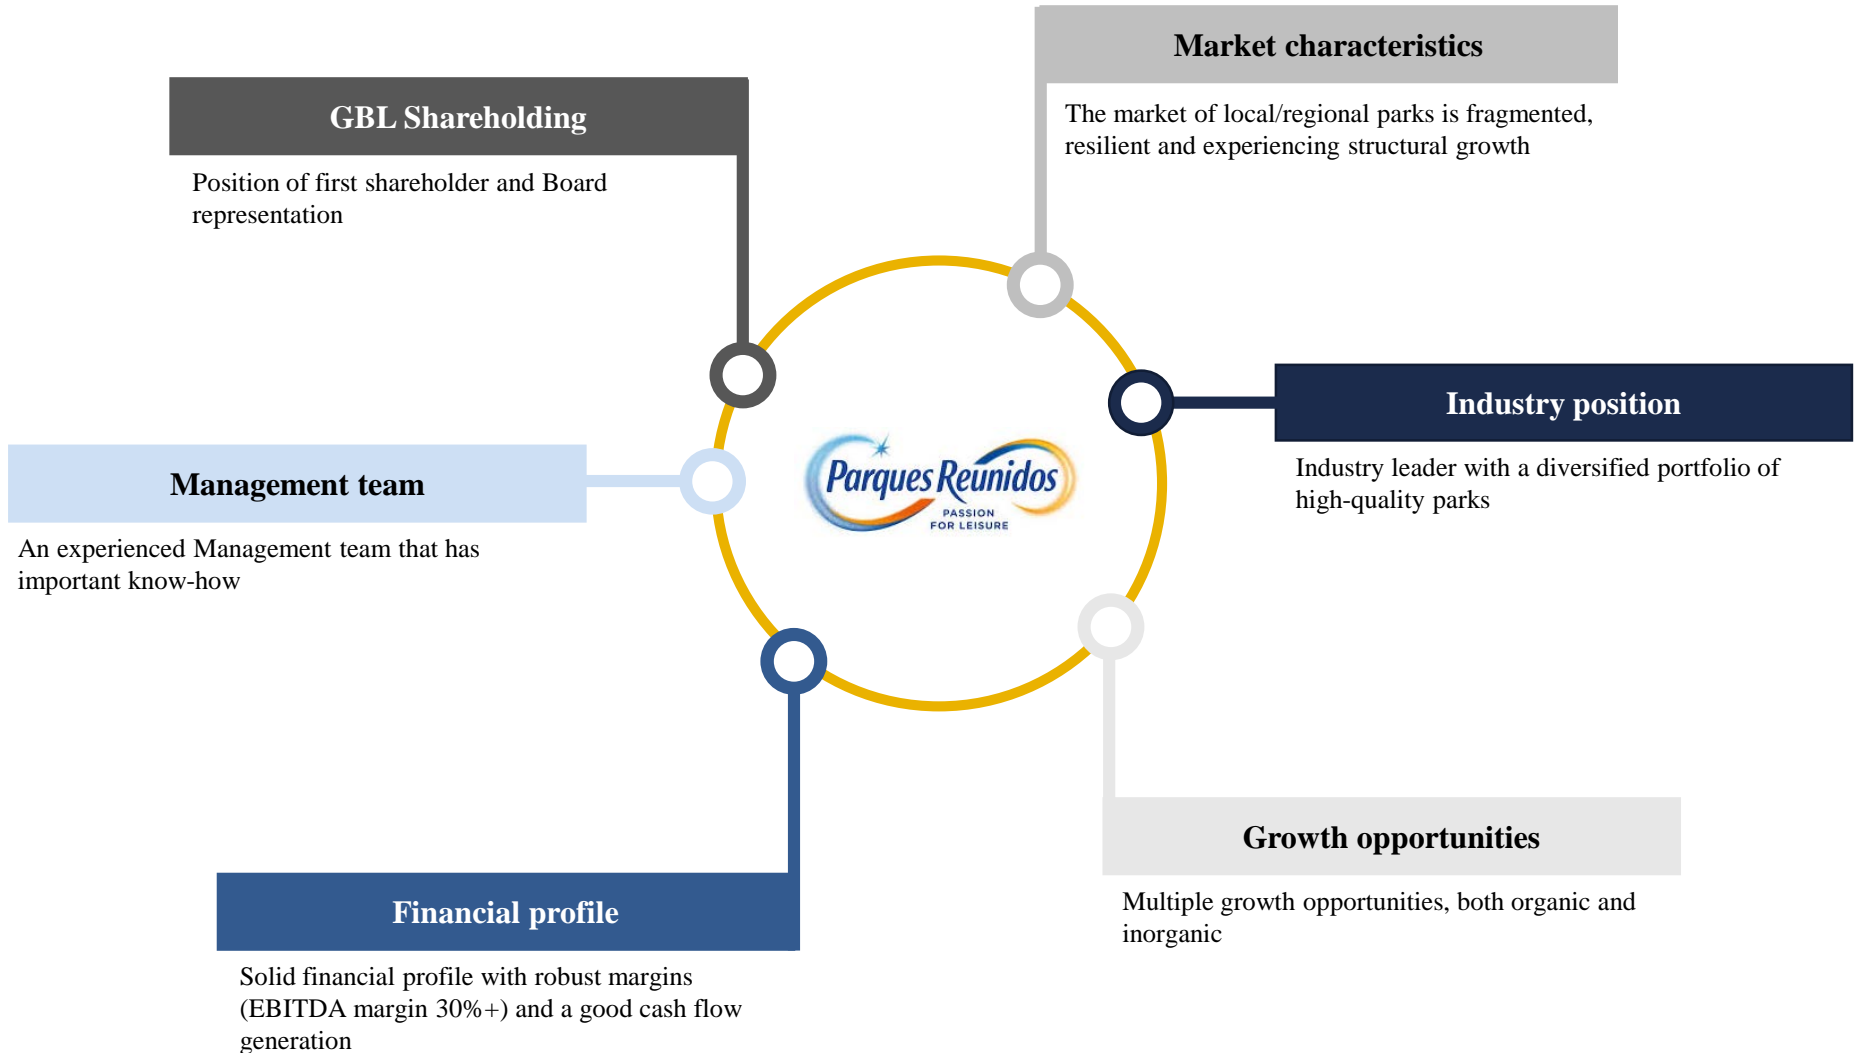 Market characteristics
The market of local/regional parks is fragmented,
resilient and experiencing structural growth
GBL Shareholding
Position of first shareholder and Board
representation
Industry position
Industry leader with a diversified portfolio of
high-quality parks
Parques Reunidos
PASSION
FOR LEISURE
Management team
An experienced Management team that has
important know-how
Growth opportunities
Multiple growth opportunities, both organic and
inorganic
Financial profile
Solid financial profile with robust margins
(EBITDA margin 30%+) and a good cash flow
generation